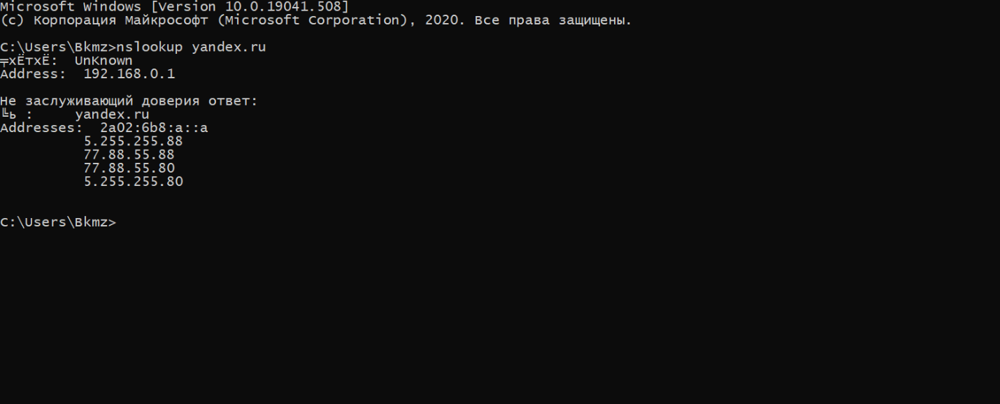 Microsoft Windows [Version 10.0.19041.508]
(c) Корпорация Майкрософт (Microsoft Corporation), 2020. Все права защищены.
C:\Users\Bkmz>nslookup yandex.ru
╤хЁтхЁ:  UnKnown
Address:  192.168.0.1
Не заслуживающий доверия ответ:
╚ь :     yandex.ru
Addresses:  2a02:6b8:a::a
5.255.255.88
77.88.55.88
77.88.55.80
5.255.255.80
C:\Users\Bkmz>